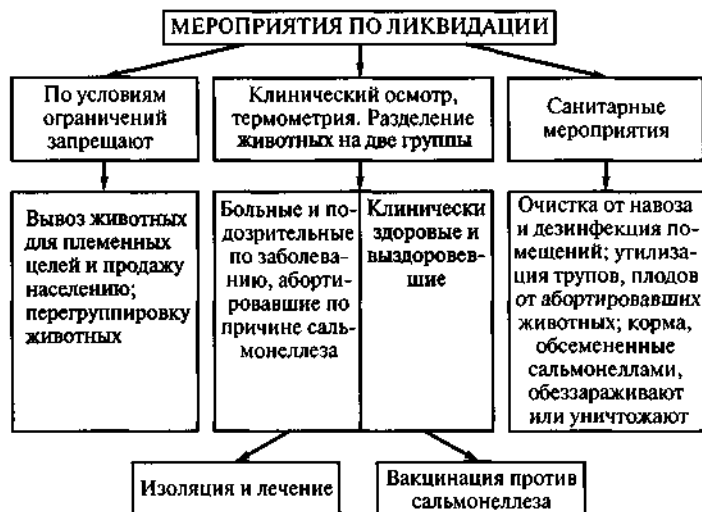 МЕРОПРИЯТИЯ ПО ЛИКВИДАЦИИ
По условиям
ограничений
запрещают
Клинический осмотр,
термометрия. Разделение
животных на две группы
Санитарные
мероприятия
Вывоз животных
для племенных
целей и продажу
населению;
перегруппировку
животных
Больные и по-
дозрительные
по заболева-
нию, аборти-
ровавшие по
причине саль-
монеллеза
Клинически
здоровые и
выздоровев-
шие
Очистка от навоза
и дезинфекция по-
мещений; утилиза-
ция трупов, плодов
от абортировавших
животных; корма,
обсемененные
сальмонеллами,
обеззараживают
или уничтожают
Изоляция и лечение
Вакцинация против
сальмонеллеза